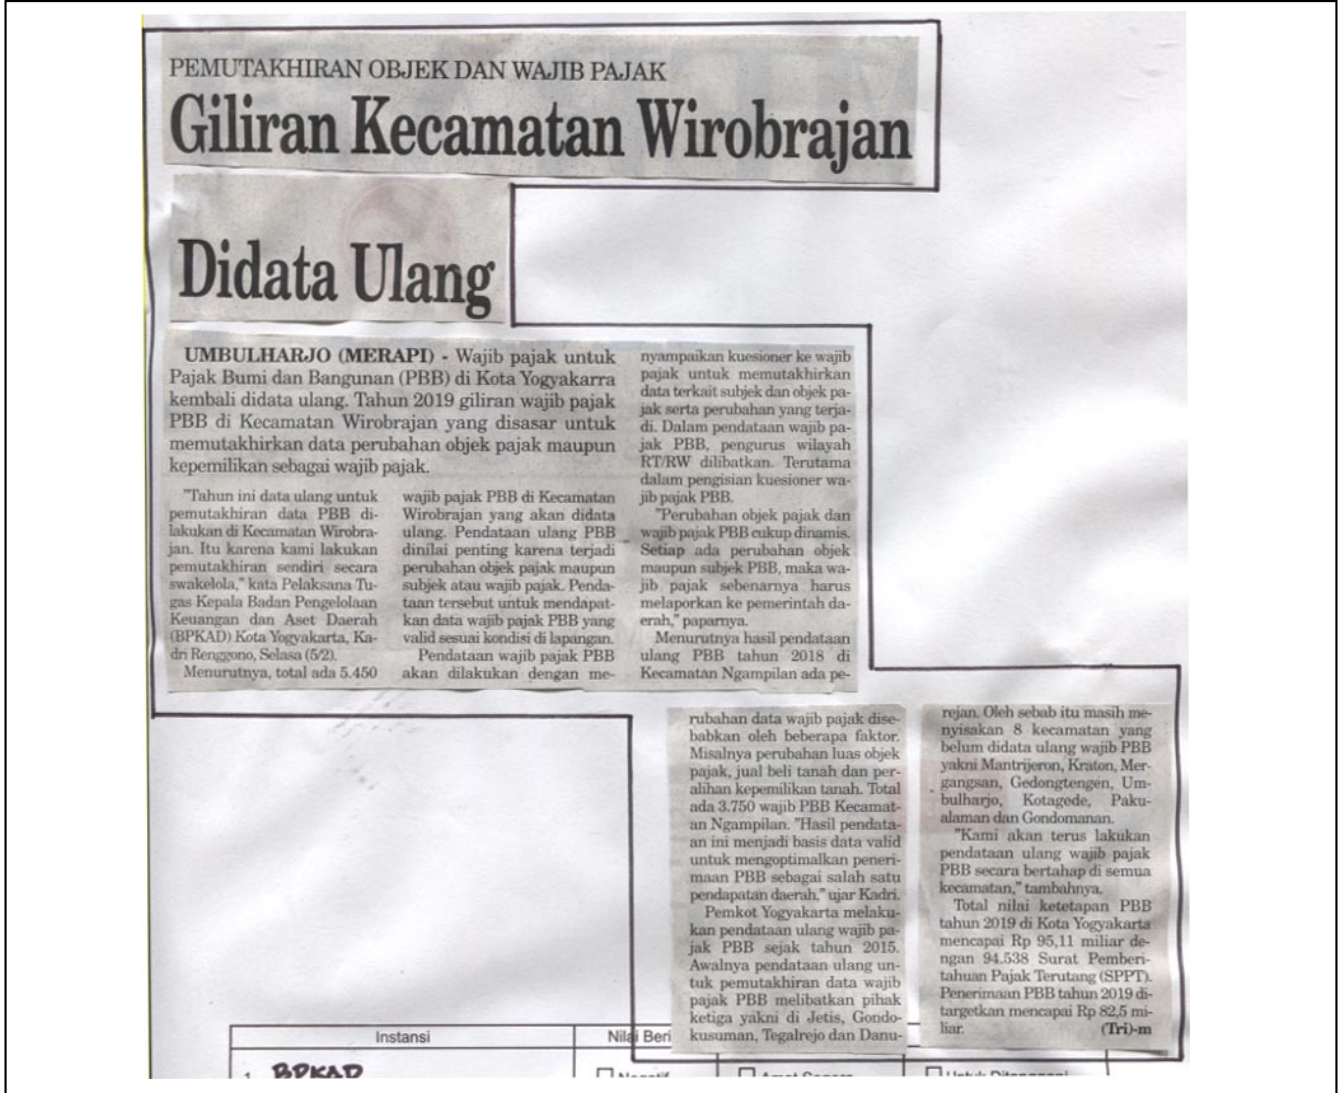 PEMUTAKHIRAN OBJEK DAN WAJIB PAJAK
Giliran Kecamatan Wirobrajan
Didata Ulang
UMBULHARJO (MERAPI) - Wajib pajak untuk
Pajak Bumi dan Bangunan (PBB) di Kota Yogyakarra
kembali didata ulang. Tahun 2019 giliran wajib pajak
PBB di Kecamatan Wirobrajan yang disasar untuk
memutakhirkan data perubahan objek pajak maupun
kepemilikan sebagai wajib pajak.
"Tahun ini data ulang untuk
pemutakhiran data PBB di-
lakukan di Kecamatan Wirobra-
jan. Itu karena kami lakukan
pemutakhiran sendiri secara
swakelola," kata Pelaksana Tu-
gas Kepala Badan Pengelolaan
Keuangan dan Aset Daerah
(BPKAD) Kota Yogyakarta, Ka-
dri Renggono, Selasa (5/2).
Menurutnya, total ada 5.450
wajib pajak PBB di Kecamatan
Wirobrajan yang akan didata
ulang. Pendataan ulang PBB
dinilai penting karena terjadi
perubahan objek pajak maupun
subjek atau wajib pajak. Penda-
taan tersebut untuk mendapat-
kan data wajib pajak PBB yang
valid sesuai kondisi di lapangan.
Pendataan wajib pajak PBB
akan dilakukan dengan me-
nyampaikan kuesioner ke wajib
pajak untuk memutakhirkan
data terkait subjek dan objek pa-
jak serta perubahan yang terja-
di. Dalam pendataan wajib pa-
jak PBB, pengurus wilayah
RT/RW dilibatkan. Terutama
dalam pengisian kuesioner wa-
jib pajak PBB.
"Perubahan objek pajak dan
wajib pajak PBB cukup dinamis.
Setiap ada perubahan objek
maupun subjek PBB, maka wa-
jib pajak sebenarnya harus
melaporkan ke pemerintah da-
erah," paparnya.
Menurutnya hasil pendataan
ulang PBB tahun 2018 di
Kecamatan Ngampilan ada pe-
rubahan data wajib pajak dise-
babkan oleh beberapa faktor.
Misalnya perubahan luas objek
pajak, jual beli tanah dan per-
alihan kepemilikan tanah. Total
ada 3.750 wajib PBB Kecamat-
an Ngampilan. "Hasil pendata-
an ini menjadi basis data valid
untuk mengoptimalkan peneri-
maan PBB sebagai salah satu
pendapatan daerah," ujar Kadri.
Pemkot Yogyakarta melaku-
kan pendataan ulang wajib pa-
jak PBB sejak tahun 2015.
Awalnya pendataan ulang un-
tuk pemutakhiran data wajib
pajak PBB melibatkan pihak
ketiga yakni di Jetis, Gondo-
kusuman, Tegalrejo dan Danu-
rejan. Oleh sebab itu masih me-
nyisakan 8 kecamatan yang
belum didata ulang wajib PBB
yakni Mantrijeron, Kraton, Mer-
gangsan, Gedongtengen, Um-
bulharjo, Kotagede, Paku-
alaman dan Gondomanan.
"Kami akan terus lakukan
pendataan ulang wajib pajak
PBB secara bertahap di semua
kecamatan," tambahnya.
Total nilai ketetapan PBB
tahun 2019 di Kota Yogyakarta
mencapai Rp 95,11 miliar de-
ngan 94.538 Surat Pemberi-
tahuan Pajak Terutang (SPPT).
Penerimaan PBB tahun 2019 di-
targetkan mencapai Rp 82,5 mi-
liar. (Tri)-m
Instansi Nilai Beri
1. BPKAD